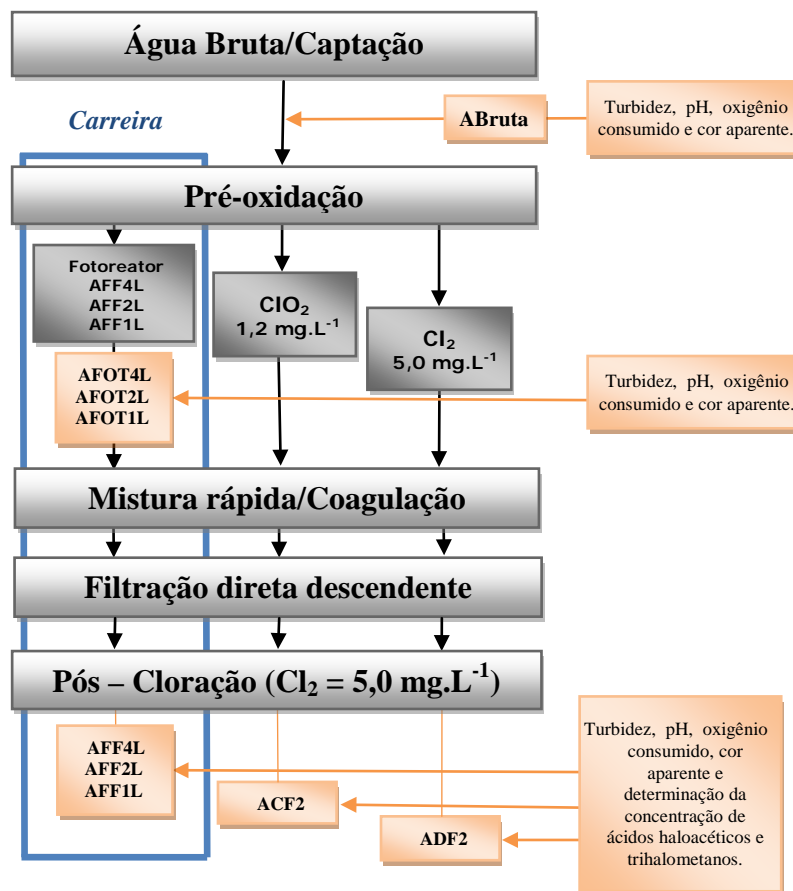 Água Bruta/Captação
Carreira
ABruta
Turbidez, pH, oxigênio
consumido e cor aparente.
Pré-oxidação
Fotoreator
AFF4L
AFF2L
AFF1L
ClO₂
1,2 mg.L⁻¹
Cl₂
5,0 mg.L⁻¹
AFOT4L
AFOT2L
AFOT1L
Turbidez, pH, oxigênio
consumido e cor aparente.
Mistura rápida/Coagulação
Filtração direta descendente
Pós – Cloração (Cl₂ = 5,0 mg.L⁻¹)
AFF4L
AFF2L
AFF1L
ACF2
ADF2
Turbidez, pH, oxigênio
consumido, cor
aparente e
determinação da
concentração de
ácidos haloacéticos e
trihalometanos.